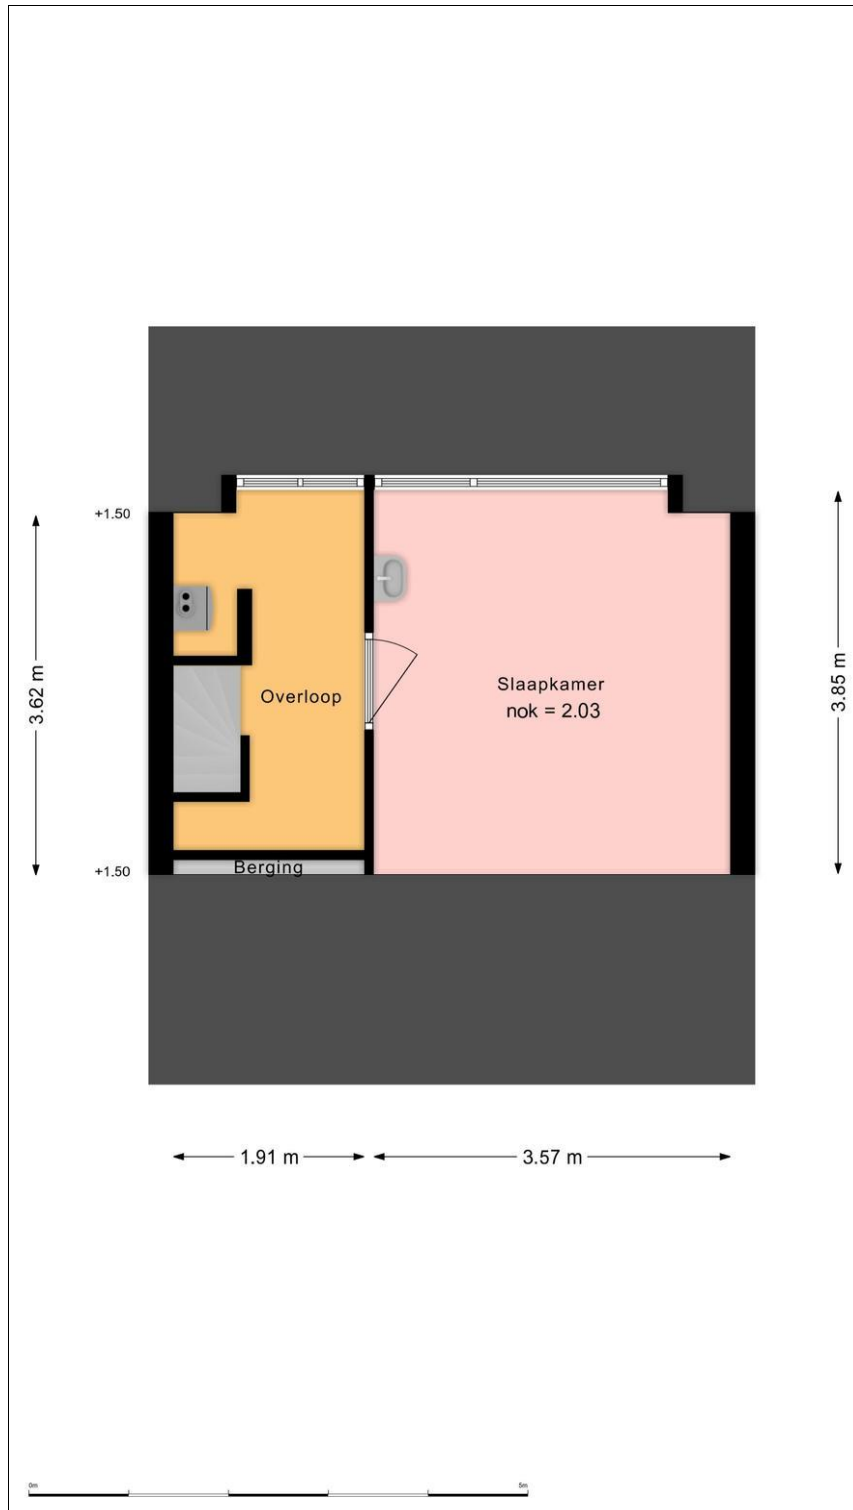 +1.50
3.62 m
3.85 m
Slaapkamer
nok = 2.03
Overloop
Berging
+1.50
1.91 m
3.57 m
0m
5m